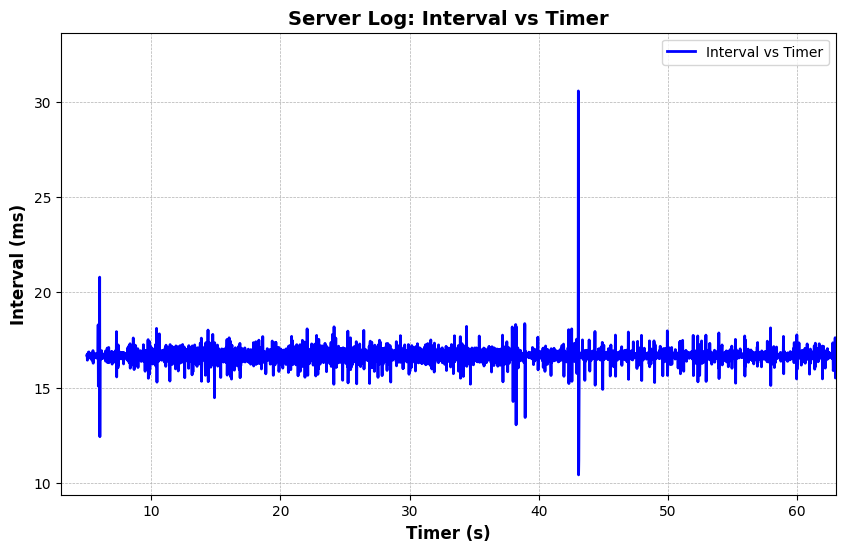 Server Log: Interval vs Timer
Interval vs Timer
Interval (ms)
30
25
20
15
10
10 20 30 40 50 60
Timer (s)